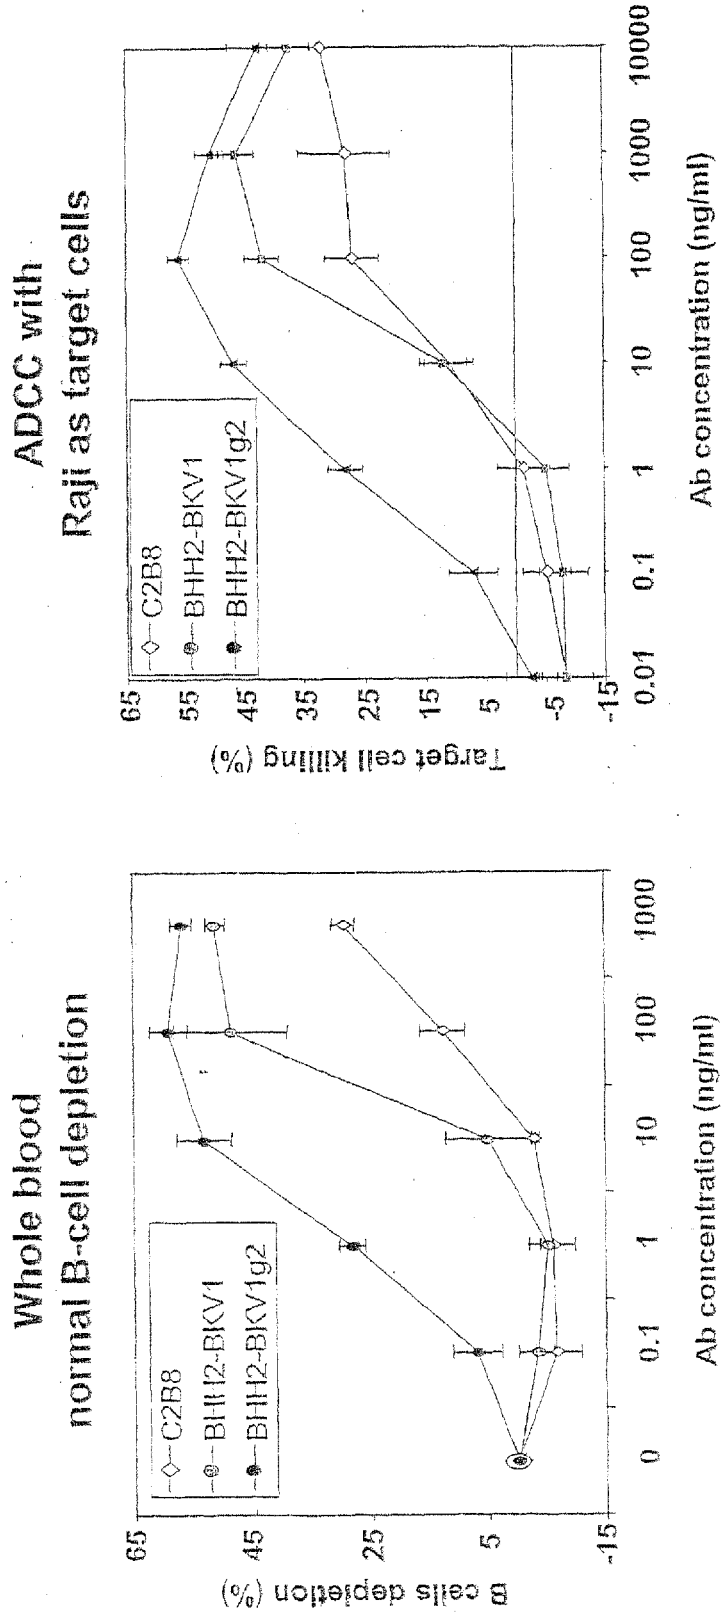 Whole blood
normal B-cell depletion
B cells depletion (%)
65
45
25
5
-15
C2B8
BHH2-BKV1
BHH2-BKV1g2
0
0.1
1
10
100
1000
Ab concentration (ng/ml)
ADCC with
Raji as target cells
Target cell killing (%)
65
55
45
35
25
15
5
-5
-15
C2B8
BHH2-BKV1
BHH2-BKV1g2
0.01
0.1
1
10
100
1000
10000
Ab concentration (ng/ml)